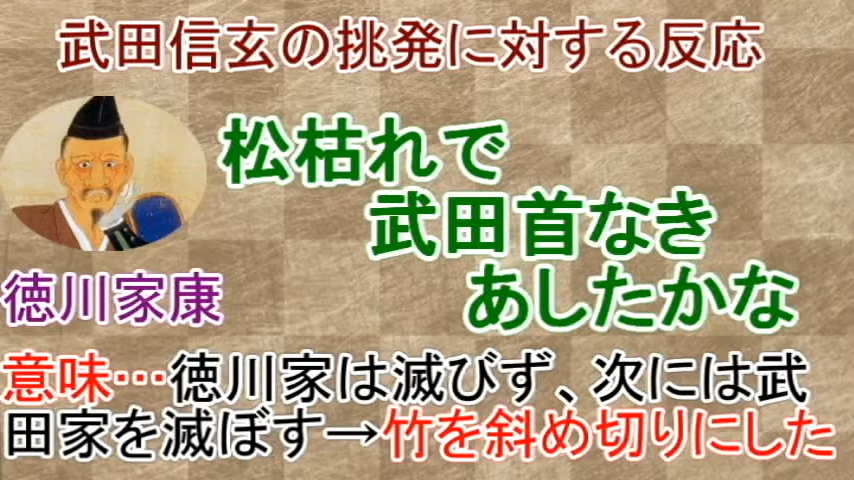 武田信玄の挑発に対する反応
松枯れで
武田首なき
あしたかな
徳川家康
意味…徳川家は滅びず、次には武
田家を滅ぼす→竹を斜め切りにした